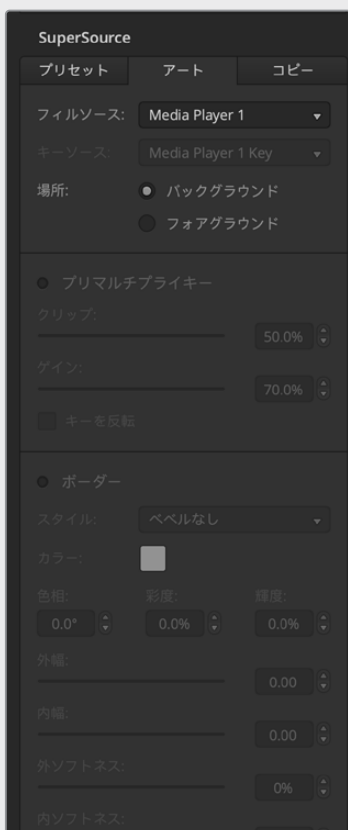 SuperSource
プリセット アート コピー
フィルソース: Media Player 1
キーソース: Media Player 1 Key
場所: バックグラウンド
フォアグラウンド
プリマルチプライキー
クリップ:
50.0%
ゲイン:
70.0%
キーを反転
ボーダー
スタイル: ベベルなし
カラー:
色相: 彩度: 輝度:
0.0° 0.0% 0.0%
外幅:
0.00
内幅:
0.00
外ソフトネス:
0%
内ソフトネス: